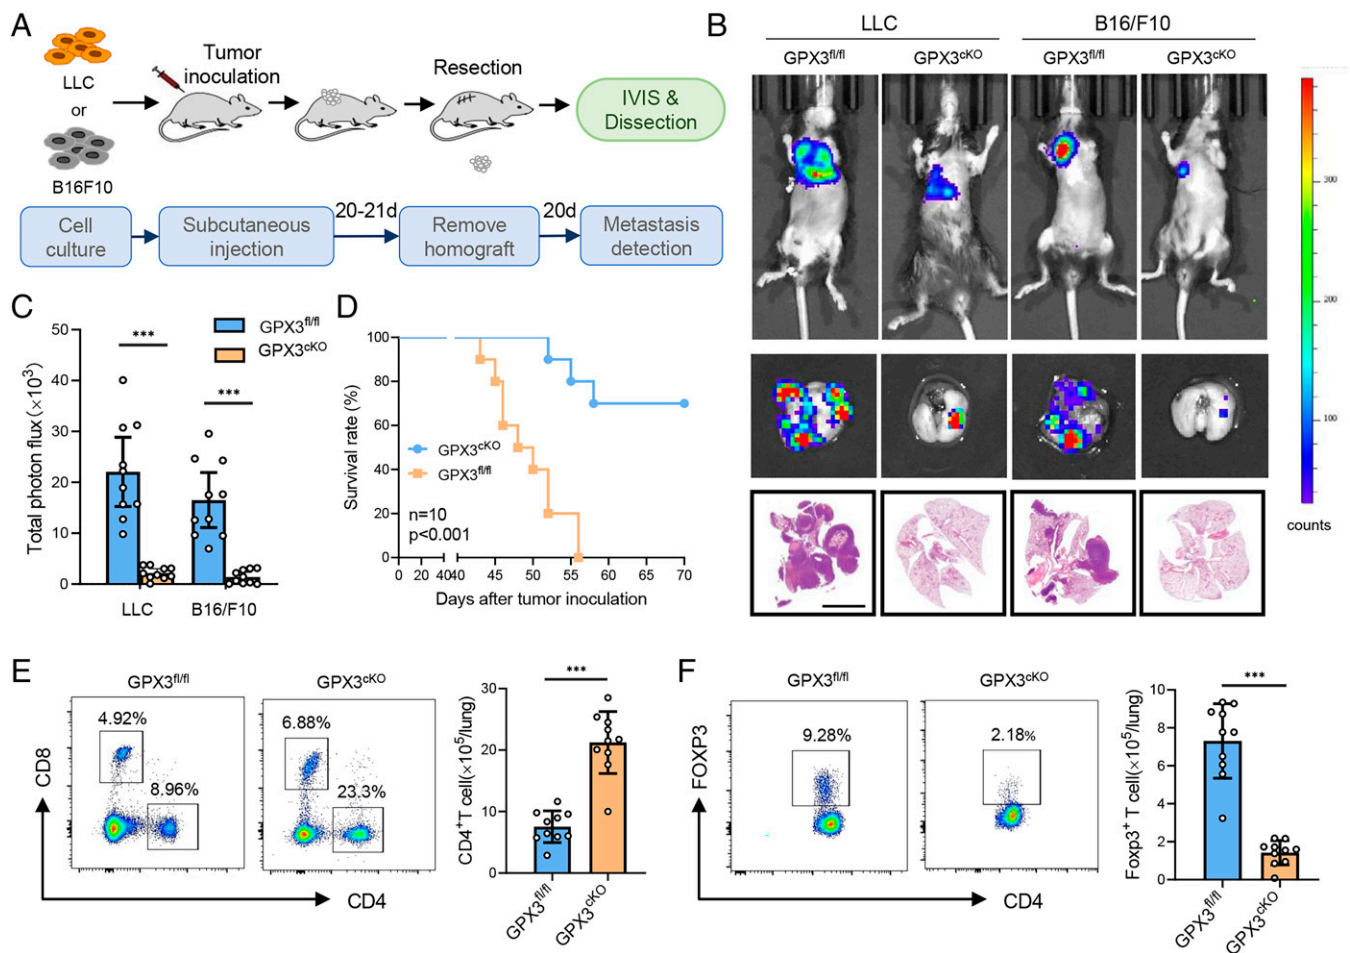 A
LLC
or
B16F10
Tumor
inoculation
Resection
IVIS &
Dissection
Cell
culture
Subcutaneous
injection
20-21d
Remove
homograft
20d
Metastasis
detection
B
LLC
B16/F10
GPX3fl/fl
GPX3cKO
GPX3fl/fl
GPX3cKO
300
200
100
counts
C
GPX3fl/fl
GPX3cKO
Total photon flux (×10³)
50
40
30
20
10
0
***
***
LLC
B16/F10
D
Survival rate (%)
100
80
60
40
20
0
GPX3cKO
GPX3fl/fl
n=10
p<0.001
0
20
40
40
45
50
55
60
65
70
Days after tumor inoculation
E
GPX3fl/fl
GPX3cKO
4.92%
8.96%
6.88%
23.3%
CD8
CD4
CD4+T cell(×10⁵/lung)
30
20
10
0
***
GPX3fl/fl
GPX3cKO
F
GPX3fl/fl
GPX3cKO
9.28%
2.18%
FOXP3
CD4
Foxp3+ T cell(×10⁵/lung)
10
8
6
4
2
0
***
GPX3fl/fl
GPX3cKO